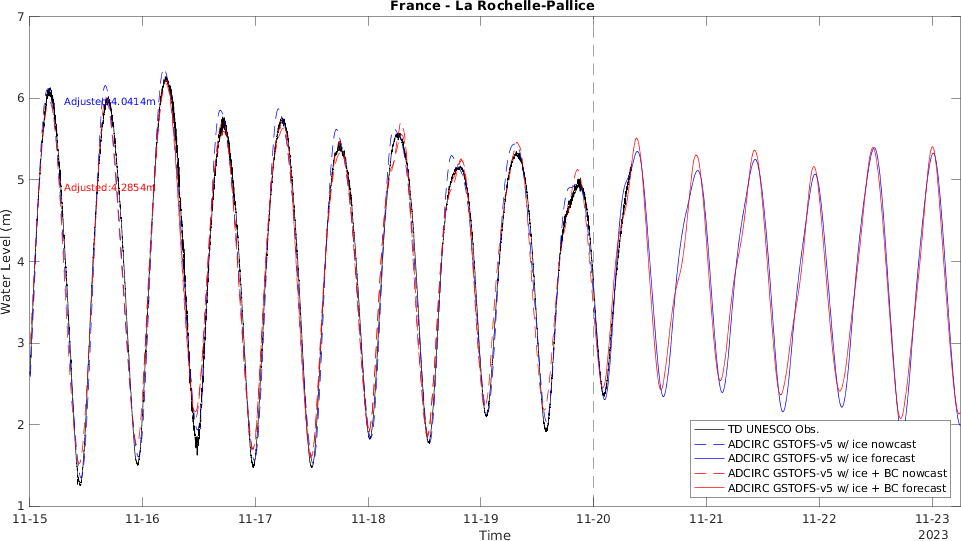 France - La Rochelle-Pallice
7
6
5
4
3
2
1
Water Level (m)
Adjusted:4.0414m
Adjusted:4.2854m
TD UNESCO Obs.
ADCIRC GSTOFS-v5 w/ ice nowcast
ADCIRC GSTOFS-v5 w/ ice forecast
ADCIRC GSTOFS-v5 w/ ice + BC nowcast
ADCIRC GSTOFS-v5 w/ ice + BC forecast
11-15 11-16 11-17 11-18 11-19 11-20 11-21 11-22 11-23
Time
2023